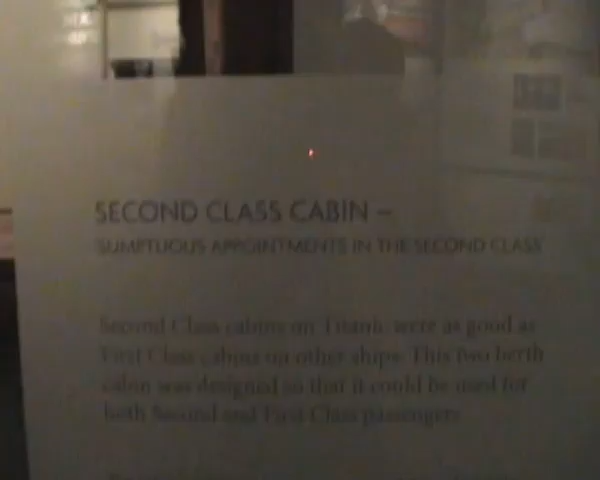 SECOND CLASS CABIN –
SUMPTUOUS APPOINTMENTS IN THE SECOND CLASS
Second Class cabins on Titanic were as good as
First Class cabins on other ships. This two berth
cabin was designed so that it could be used for
both Second and First Class passengers.